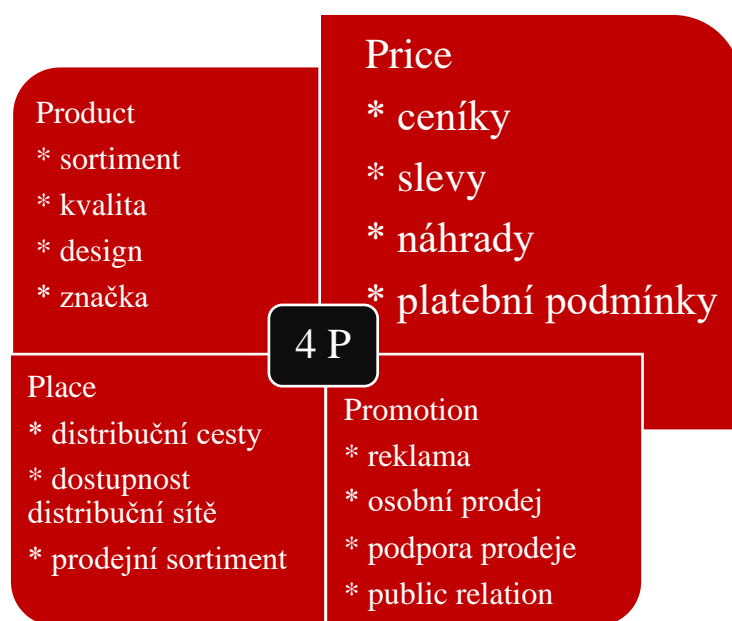 Product
* sortiment
* kvalita
* design
* značka
Price
* ceníky
* slevy
* náhrady
* platební podmínky
4 P
Place
* distribuční cesty
* dostupnost
distribuční sítě
* prodejní sortiment
Promotion
* reklama
* osobní prodej
* podpora prodeje
* public relation